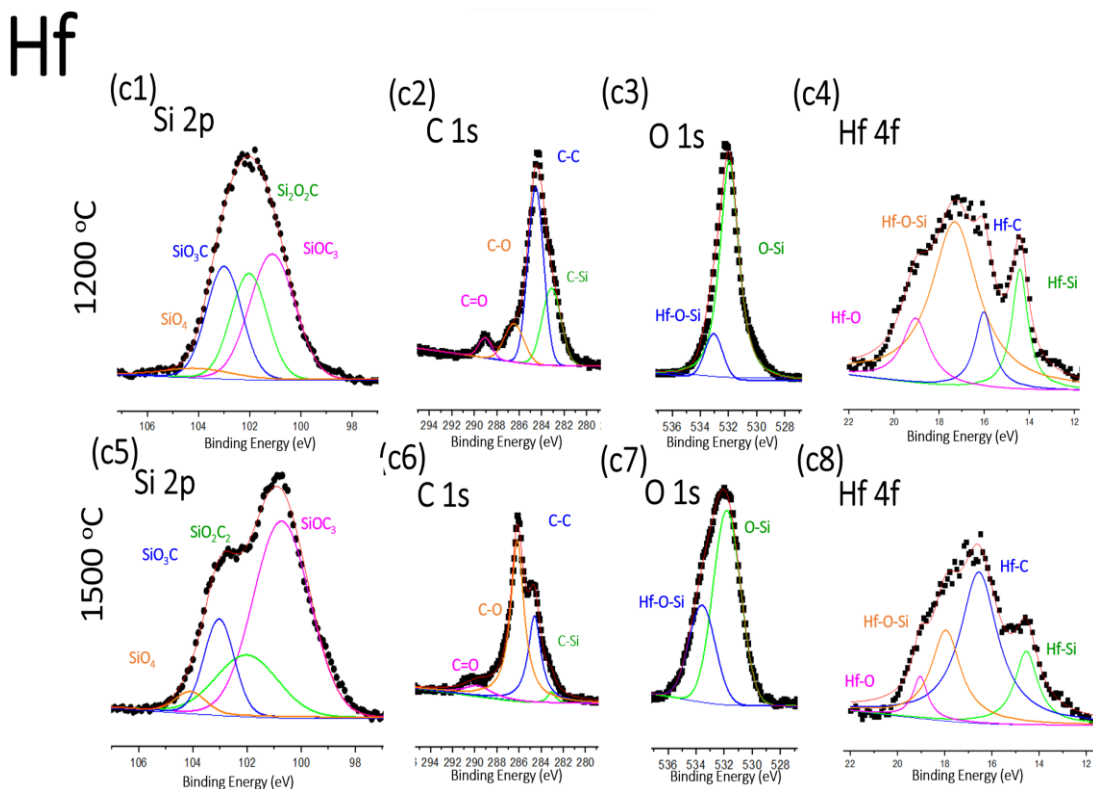 Hf
(c1)
Si 2p
(c2)
C 1s
(c3)
O 1s
(c4)
Hf 4f
1200 °C
Si₂O₂C
SiO₃C
SiOC₃
SiO₄
C-C
C-O
C-Si
C=O
O-Si
Hf-O-Si
Hf-O-Si
Hf-C
Hf-Si
Hf-O
106 104 102 100 98
Binding Energy (eV)
294 292 290 288 286 284 282 280
Binding Energy (eV)
536 534 532 530 528
Binding Energy (eV)
22 20 18 16 14 12
Binding Energy (eV)
(c5)
Si 2p
(c6)
C 1s
(c7)
O 1s
(c8)
Hf 4f
1500 °C
SiO₂C₂
SiOC₃
SiO₃C
SiO₄
C-C
C-O
C-Si
C=O
O-Si
Hf-O-Si
Hf-C
Hf-O-Si
Hf-Si
Hf-O
106 104 102 100 98
Binding Energy (eV)
294 292 290 288 286 284 282 280
Binding Energy (eV)
536 534 532 530 528
Binding Energy (eV)
22 20 18 16 14 12
Binding Energy (eV)